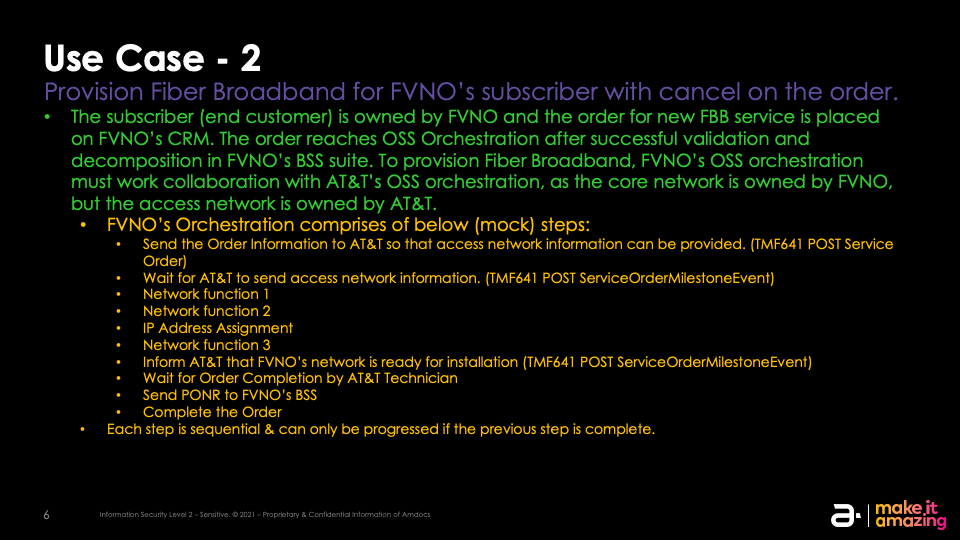 Use Case - 2
Provision Fiber Broadband for FVNO's subscriber with cancel on the order.
• The subscriber (end customer) is owned by FVNO and the order for new FBB service is placed
on FVNO's CRM. The order reaches OSS Orchestration after successful validation and
decomposition in FVNO's BSS suite. To provision Fiber Broadband, FVNO's OSS orchestration
must work collaboration with AT&T's OSS orchestration, as the core network is owned by FVNO,
but the access network is owned by AT&T.
• FVNO's Orchestration comprises of below (mock) steps:
• Send the Order Information to AT&T so that access network information can be provided. (TMF641 POST Service
Order)
• Wait for AT&T to send access network information. (TMF641 POST ServiceOrderMilestoneEvent)
• Network function 1
• Network function 2
• IP Address Assignment
• Network function 3
• Inform AT&T that FVNO's network is ready for installation (TMF641 POST ServiceOrderMilestoneEvent)
• Wait for Order Completion by AT&T Technician
• Send PONR to FVNO's BSS
• Complete the Order
• Each step is sequential & can only be progressed if the previous step is complete.
6
Information Security Level 2 – Sensitive. © 2021 – Proprietary & Confidential Information of Amdocs
make it
amazing